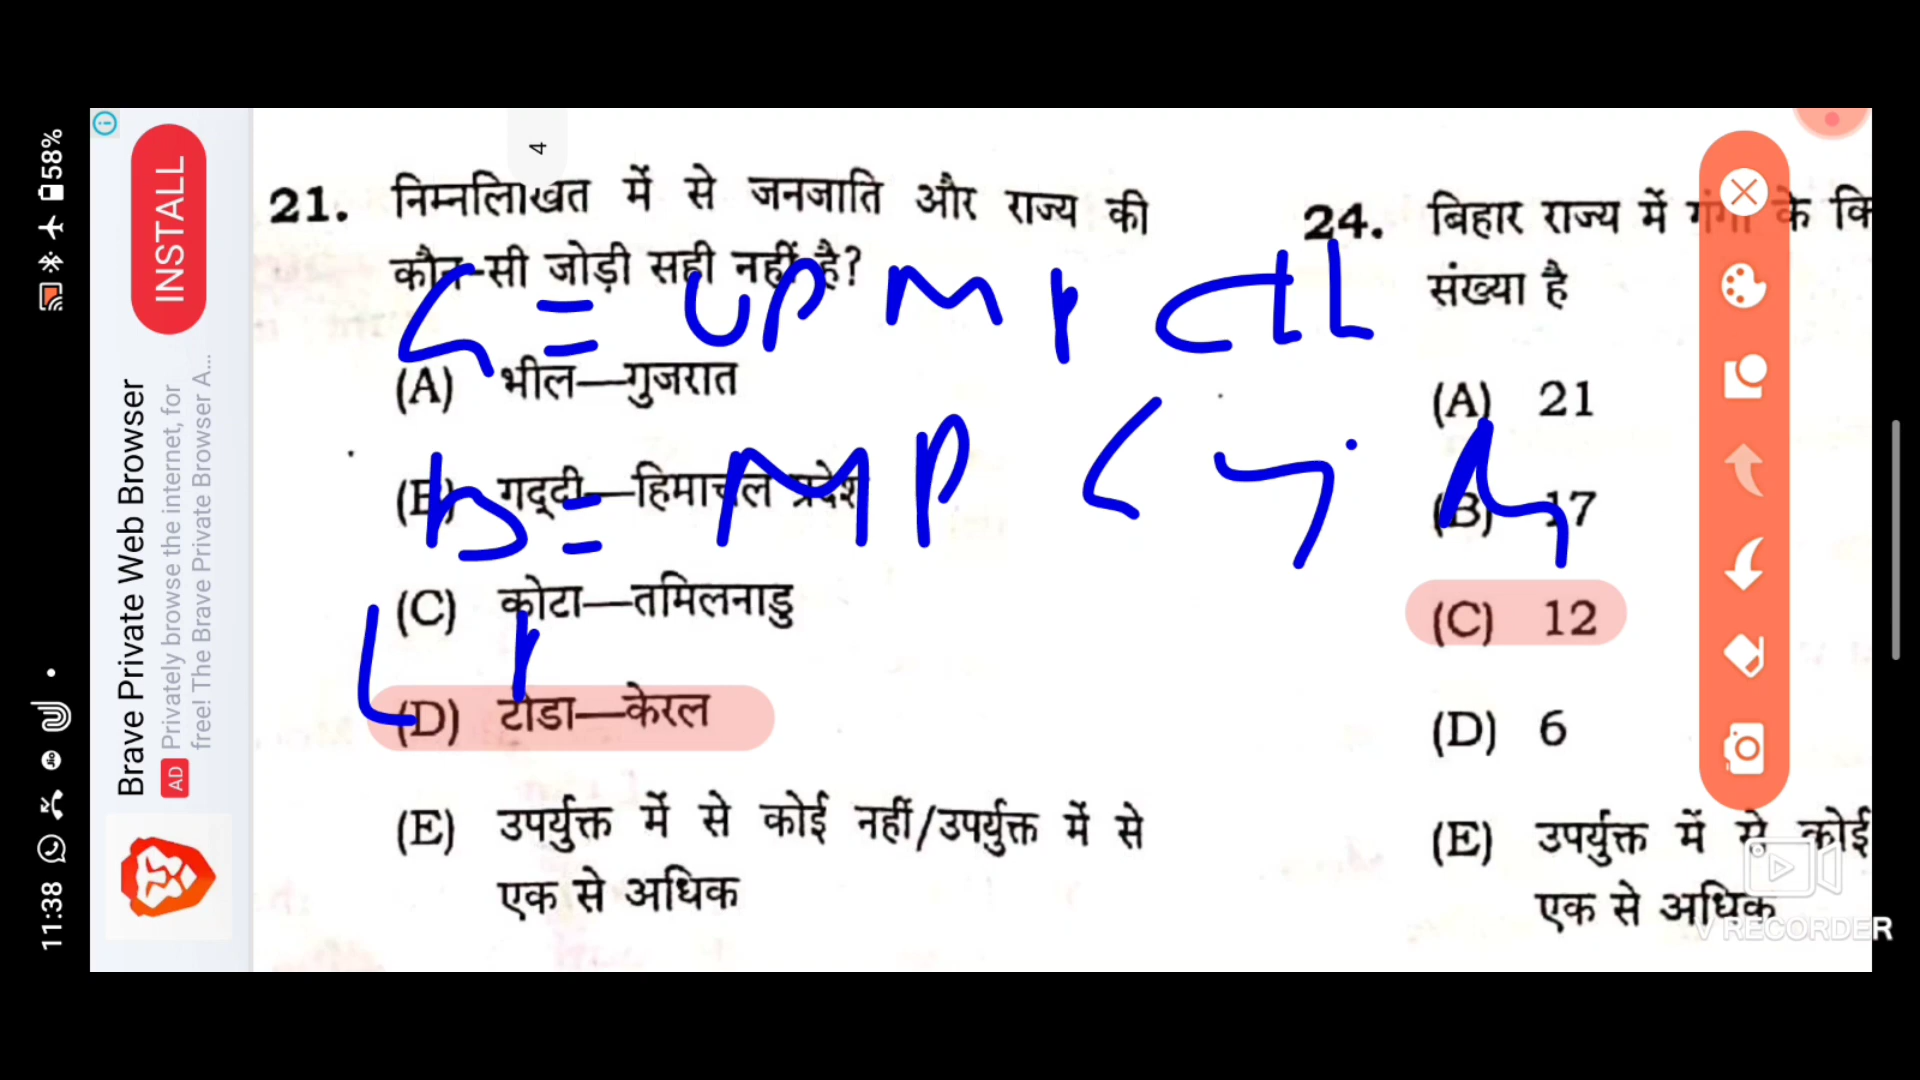 11:38
58%
4
INSTALL
Brave Private Web Browser
AD Privately browse the internet, for
free! The Brave Private Browser A...
21. निम्नलिखित में से जनजाति और राज्य की
कौन-सी जोड़ी सही नहीं है?
(A) भील—गुजरात
(B) गद्दी—हिमाचल प्रदेश
(C) कोटा—तमिलनाडु
(D) टोडा—केरल
(E) उपर्युक्त में से कोई नहीं/उपर्युक्त में से
एक से अधिक
UP MP
MP
24. बिहार राज्य में गंगा के कि
संख्या है
(A) 21
(B) 17
(C) 12
(D) 6
(E) उपर्युक्त में से कोई
एक से अधिक
V RECORDER